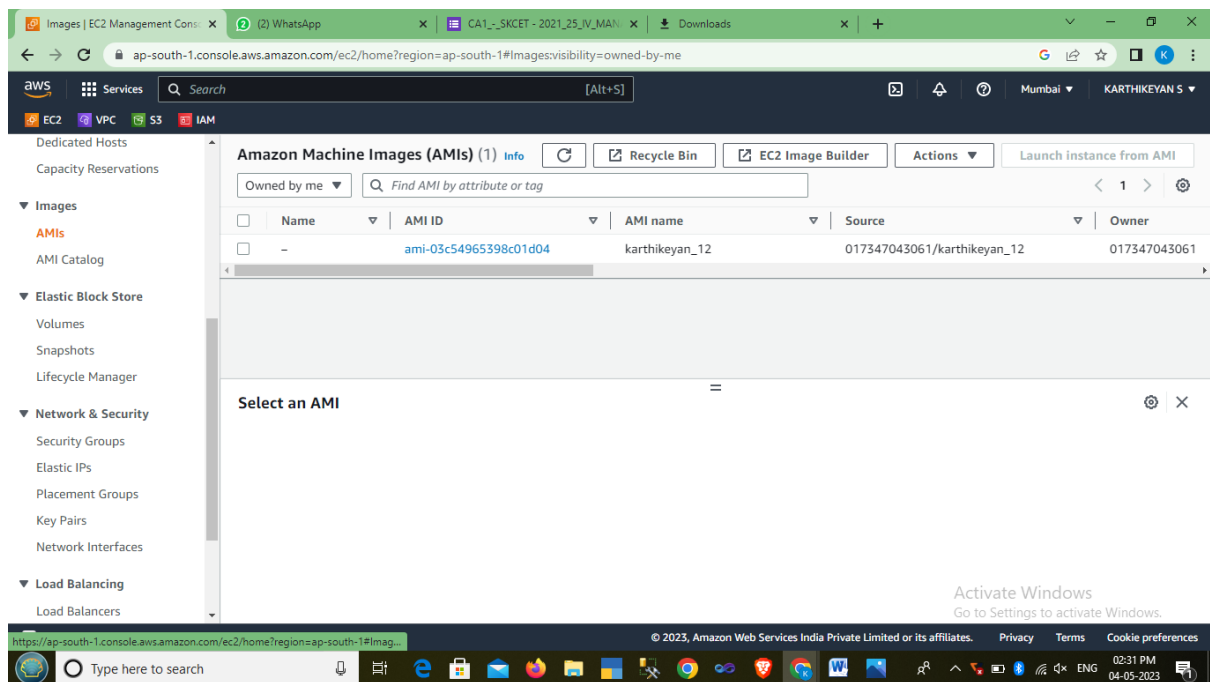 Images | EC2 Management Cons
(2) WhatsApp
CA1_-_SKCET - 2021_25_IV_MAN
Downloads
ap-south-1.console.aws.amazon.com/ec2/home?region=ap-south-1#Images:visibility=owned-by-me
aws Services Search [Alt+S] Mumbai KARTHIKEYAN S
EC2 VPC S3 IAM
Dedicated Hosts
Capacity Reservations
Images
AMIs
AMI Catalog
Elastic Block Store
Volumes
Snapshots
Lifecycle Manager
Network & Security
Security Groups
Elastic IPs
Placement Groups
Key Pairs
Network Interfaces
Load Balancing
Load Balancers
Amazon Machine Images (AMIs) (1) Info Recycle Bin EC2 Image Builder Actions Launch instance from AMI
Owned by me Find AMI by attribute or tag 1
Name AMI ID AMI name Source Owner
– ami-03c54965398c01d04 karthikeyan_12 017347043061/karthikeyan_12 017347043061
Select an AMI
Activate Windows
Go to Settings to activate Windows.
https://ap-south-1.console.aws.amazon.com/ec2/home?region=ap-south-1#Imag...
© 2023, Amazon Web Services India Private Limited or its affiliates. Privacy Terms Cookie preferences
Type here to search ENG 02:31 PM
04-05-2023